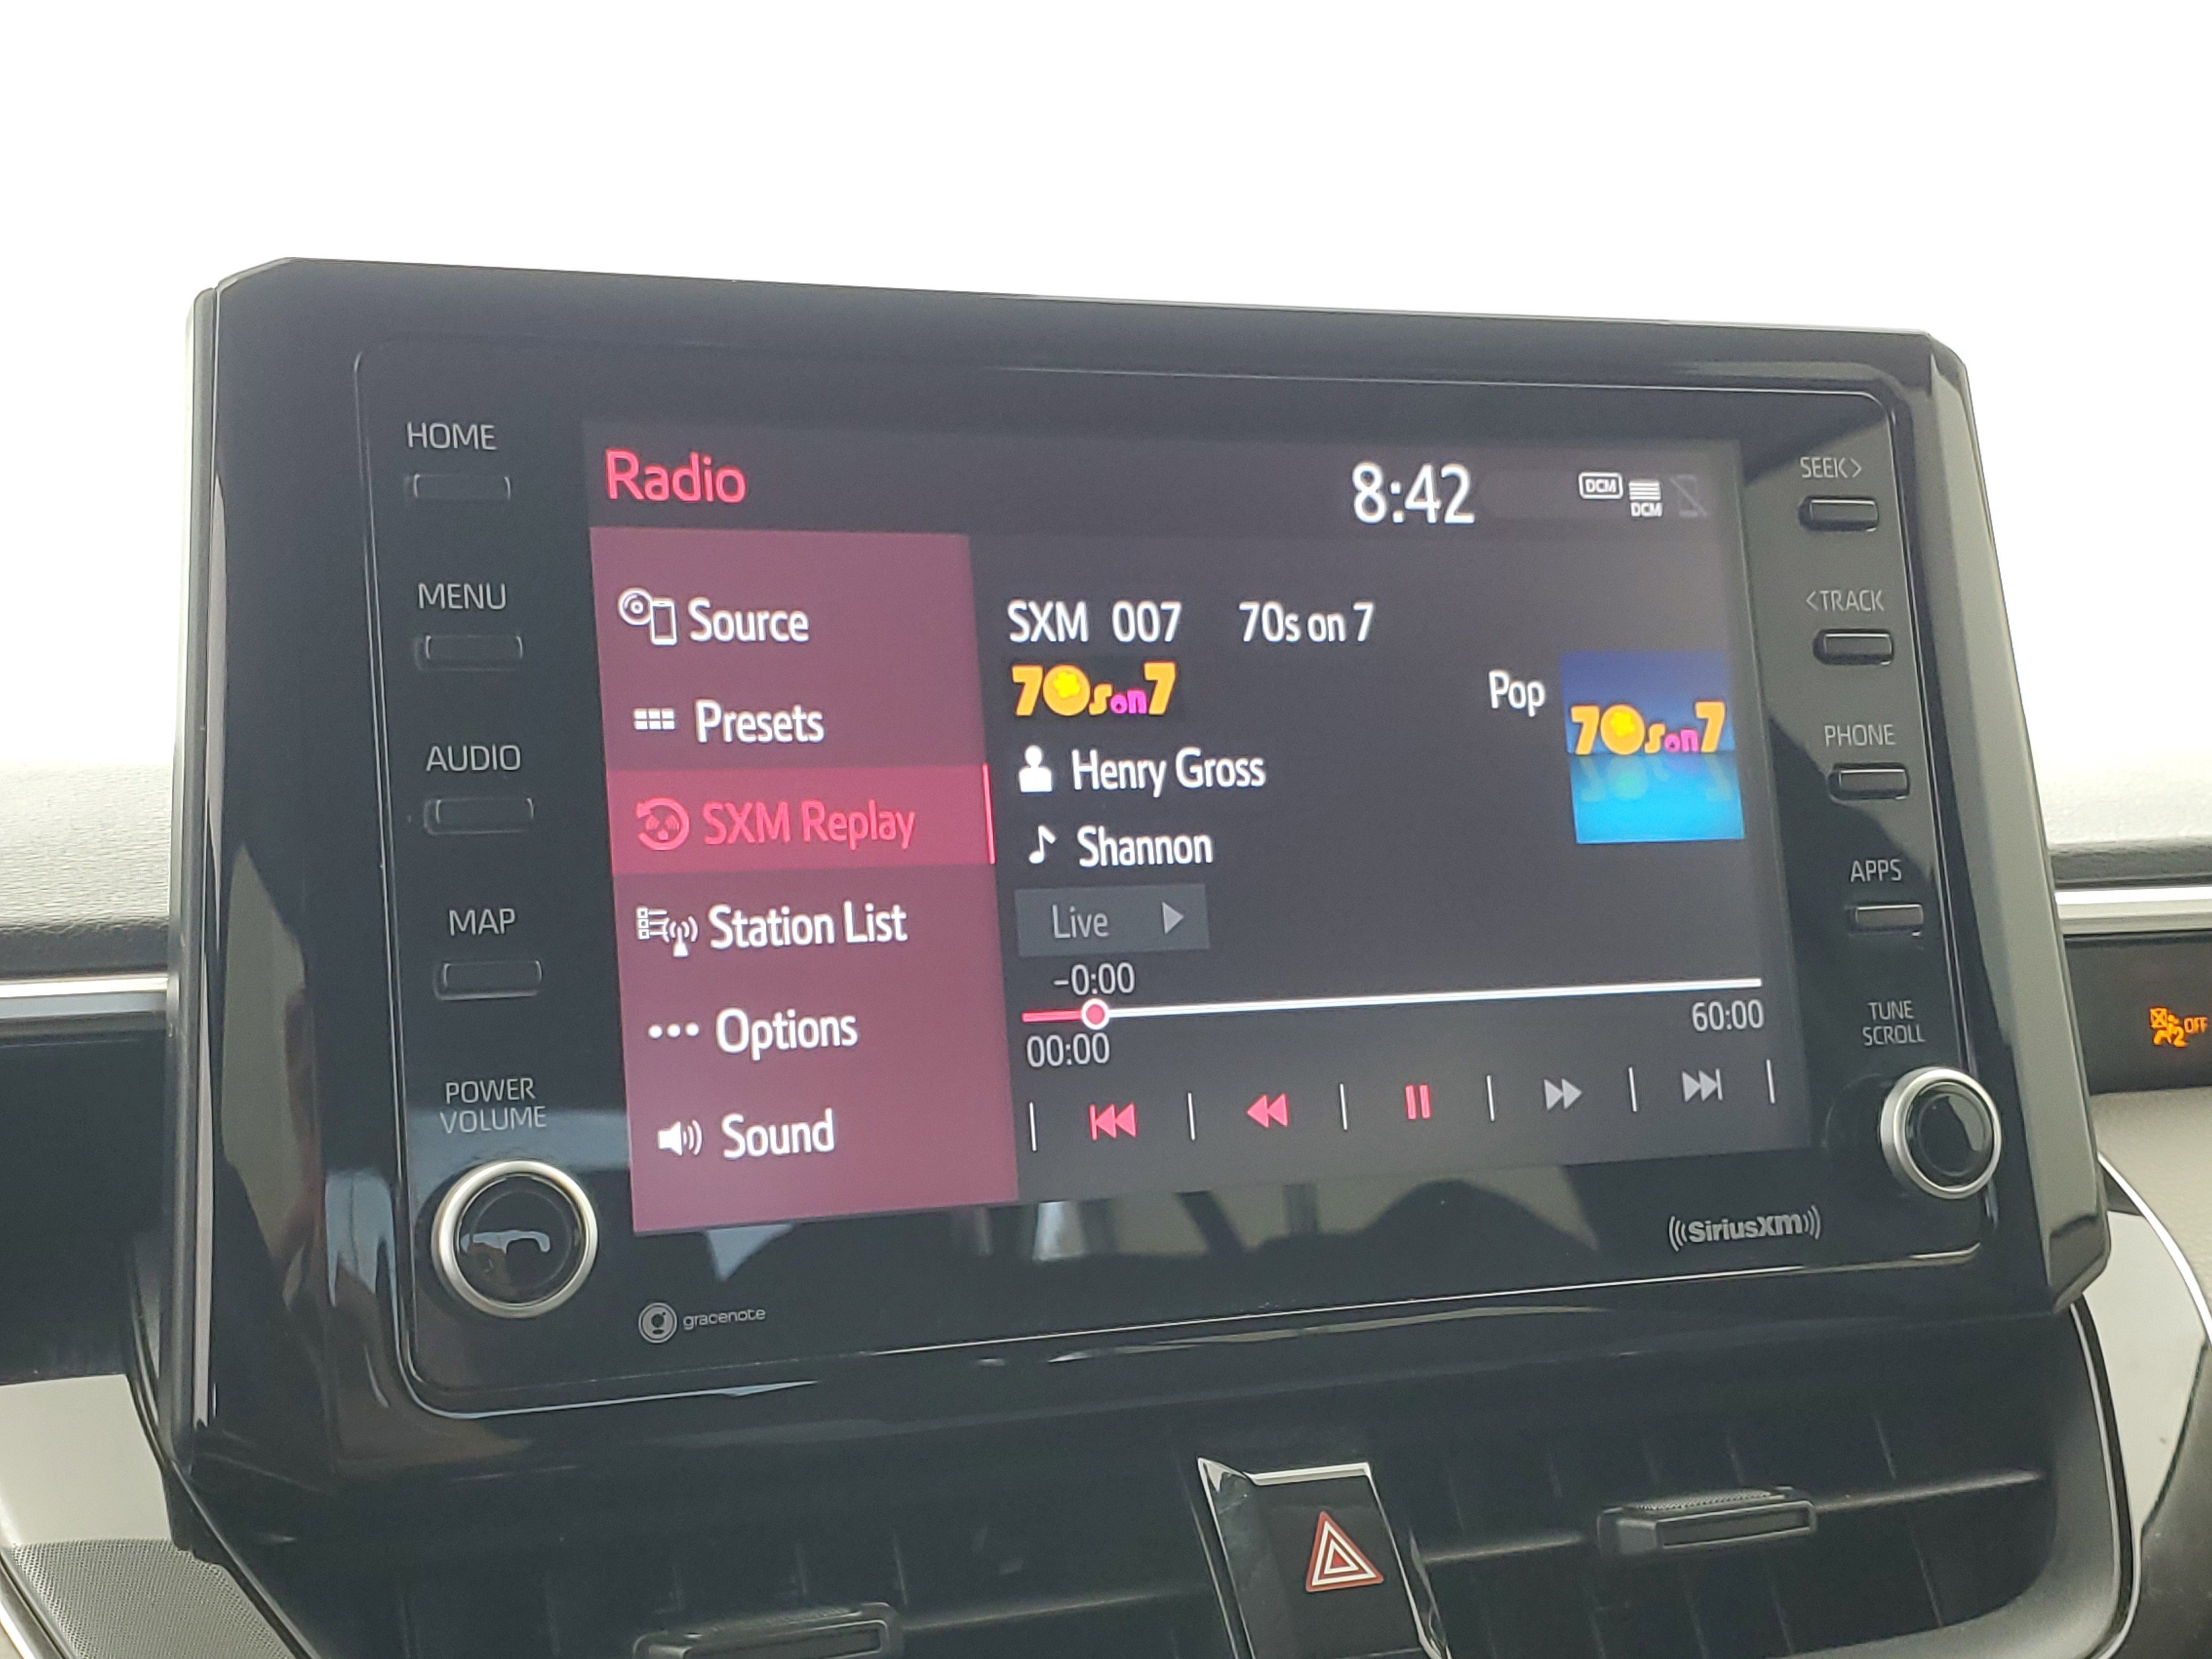 HOME
MENU
AUDIO
MAP
POWER
VOLUME
Radio
8:42
DCM
DCM
Source
Presets
SXM Replay
Station List
Options
Sound
SXM 007 70s on 7
70s on 7
Pop
70s on 7
Henry Gross
Shannon
Live
-0:00
00:00
60:00
SEEK>
<TRACK
PHONE
APPS
TUNE
SCROLL
OFF
2
gracenote
((SiriusXM))